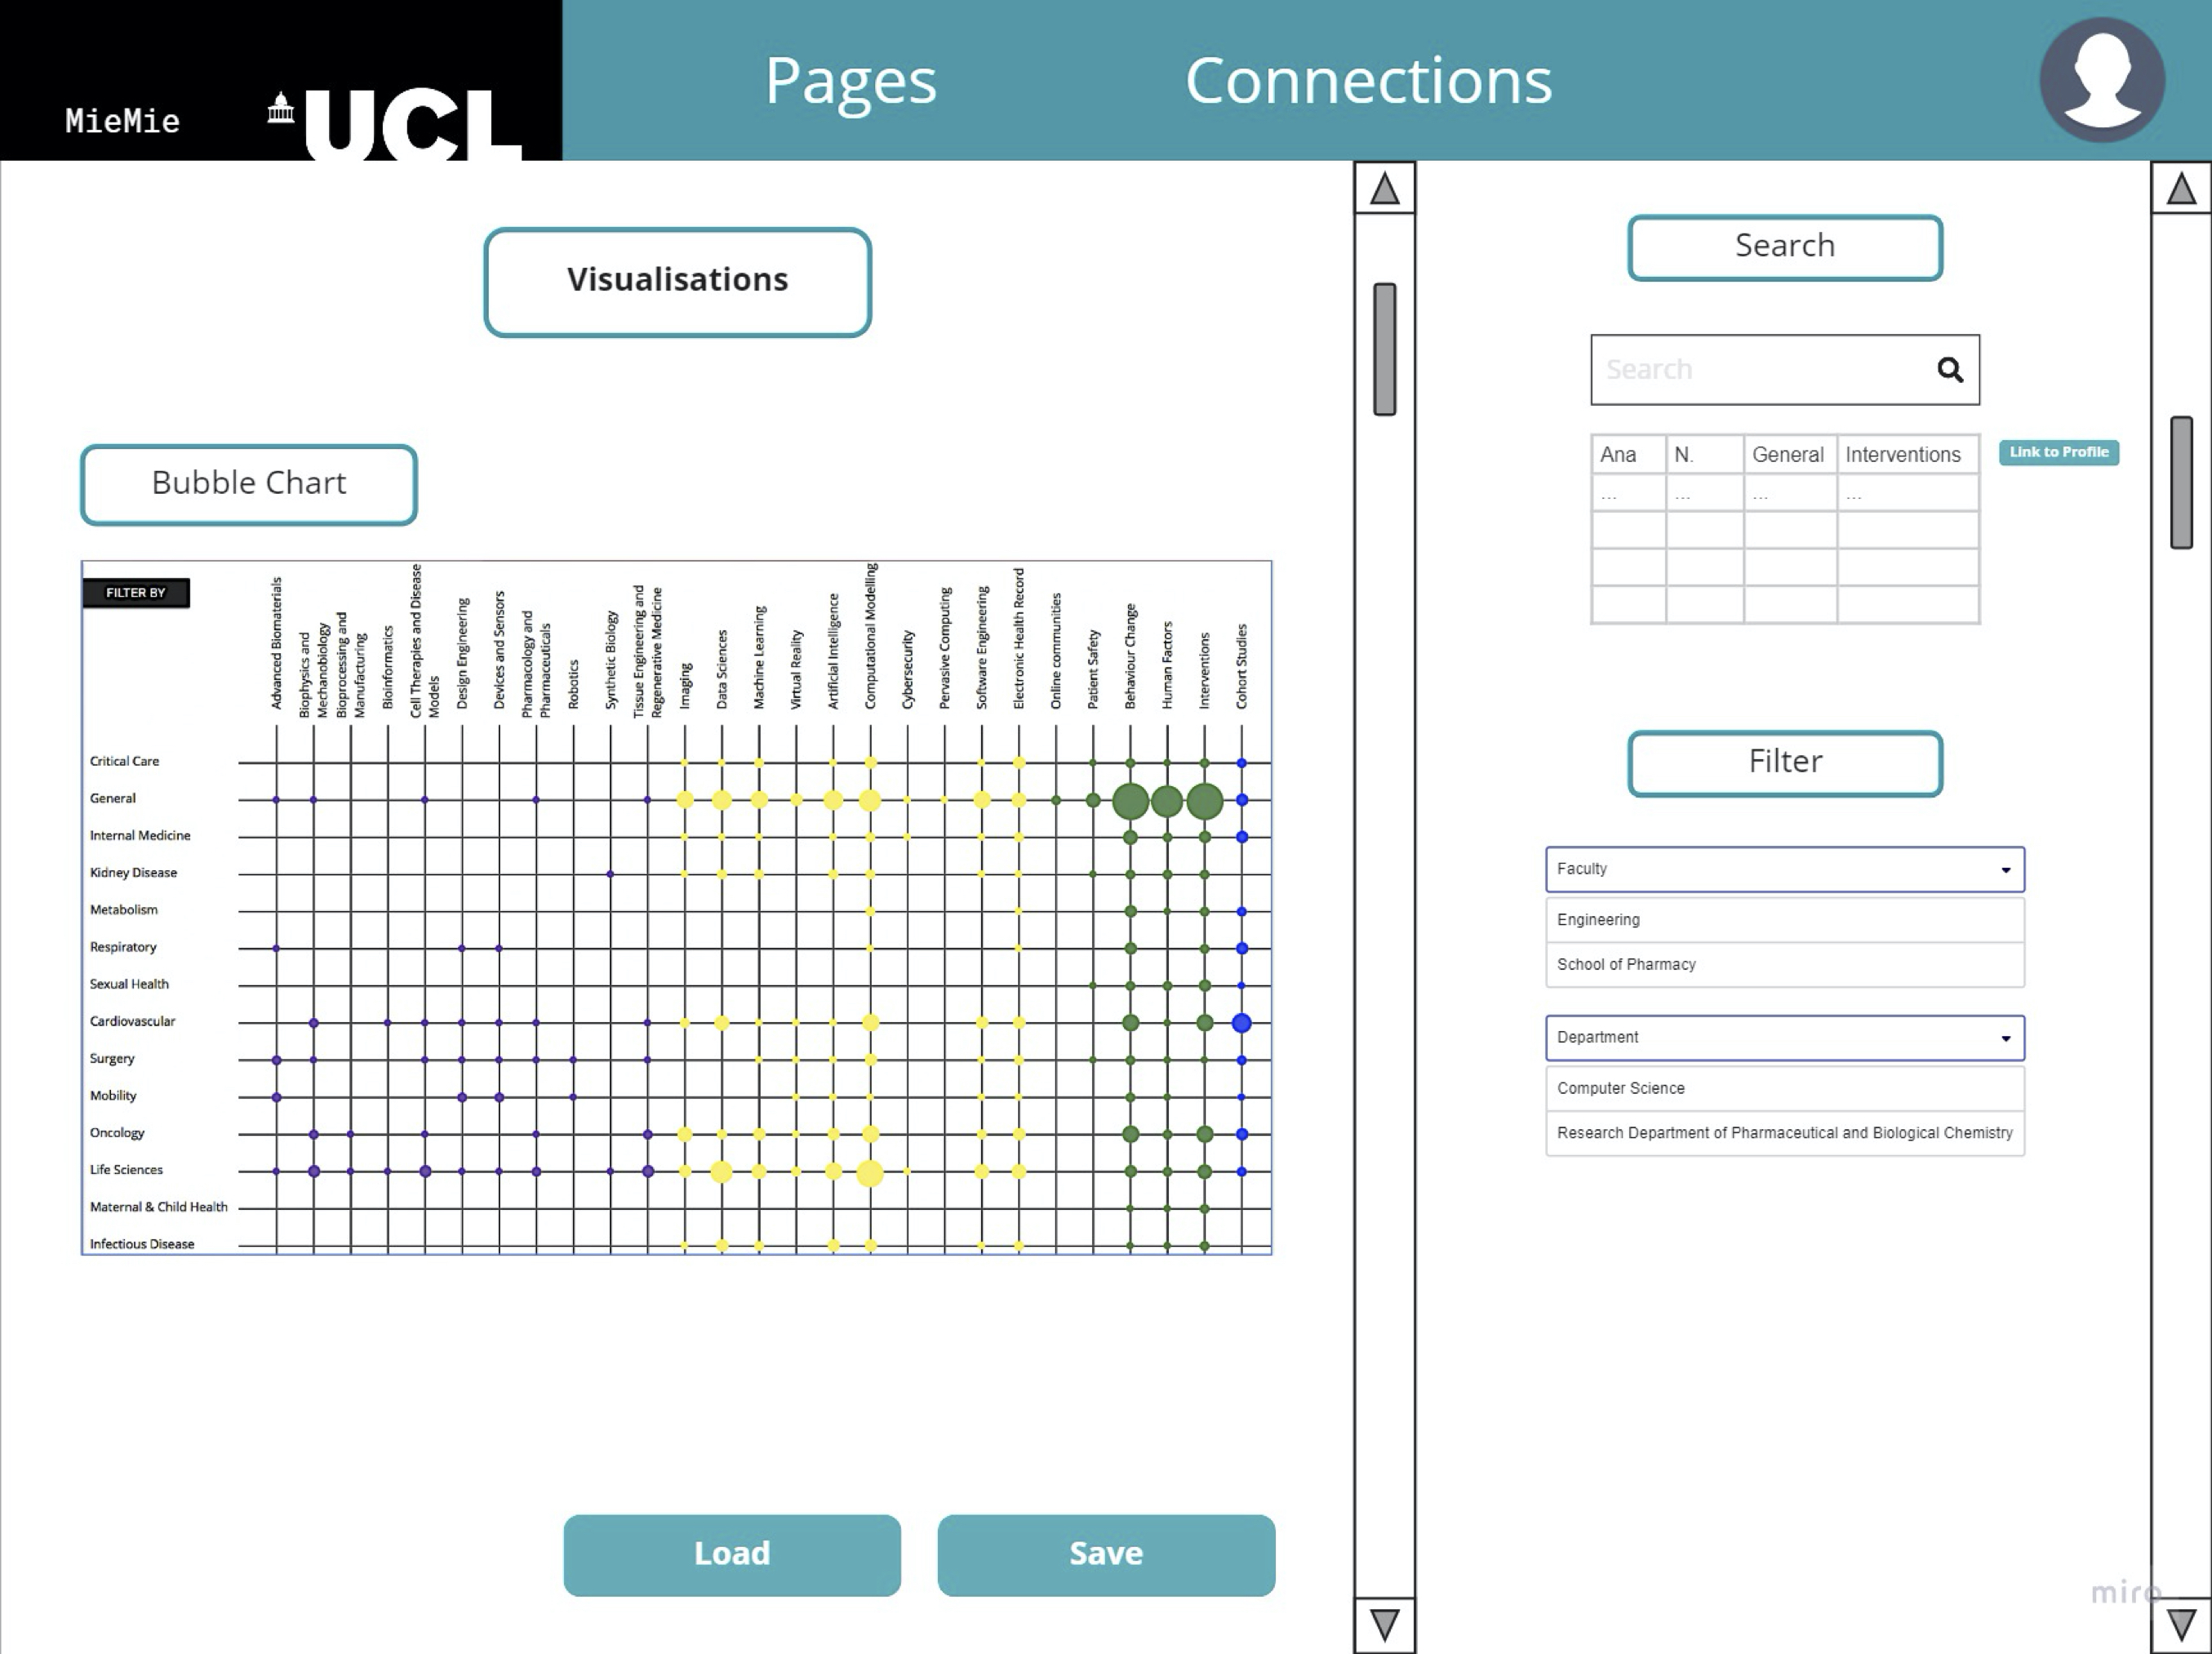 MieMie
UCL
Pages
Connections
Visualisations
Bubble Chart
FILTER BY
Advanced Biomaterials
Biophysics and
Mechanobiology
Bioprocessing and
Manufacturing
Bioinformatics
Cell Therapies and Disease
Models
Design Engineering
Devices and Sensors
Pharmacology and
Pharmaceuticals
Robotics
Synthetic Biology
Tissue Engineering and
Regenerative Medicine
Imaging
Data Sciences
Machine Learning
Virtual Reality
Artificial Intelligence
Computational Modelling
Cybersecurity
Pervasive Computing
Software Engineering
Electronic Health Record
Online communities
Patient Safety
Behaviour Change
Human Factors
Interventions
Cohort Studies
Critical Care
General
Internal Medicine
Kidney Disease
Metabolism
Respiratory
Sexual Health
Cardiovascular
Surgery
Mobility
Oncology
Life Sciences
Maternal & Child Health
Infectious Disease
Load
Save
Search
Search
Ana N. General Interventions
... ... ... ...
Link to Profile
Filter
Faculty
Engineering
School of Pharmacy
Department
Computer Science
Research Department of Pharmaceutical and Biological Chemistry
miro